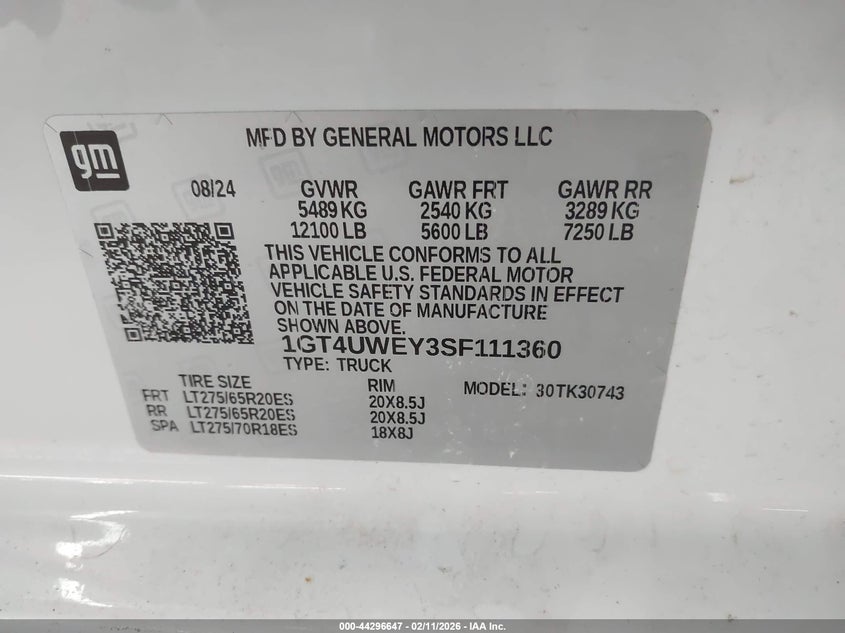 gm
MFD BY GENERAL MOTORS LLC
08/24 GVWR GAWR FRT GAWR RR
5489 KG 2540 KG 3289 KG
12100 LB 5600 LB 7250 LB
THIS VEHICLE CONFORMS TO ALL
APPLICABLE U.S. FEDERAL MOTOR
VEHICLE SAFETY STANDARDS IN EFFECT
ON THE DATE OF MANUFACTURE
SHOWN ABOVE.
1GT4UWEY3SF111360
TYPE: TRUCK
TIRE SIZE RIM MODEL: 30TK30743
FRT LT275/65R20ES 20X8.5J
RR LT275/65R20ES 20X8.5J
SPA LT275/70R18ES 18X8J
000-44296647 - 02/11/2026 - IAA Inc.